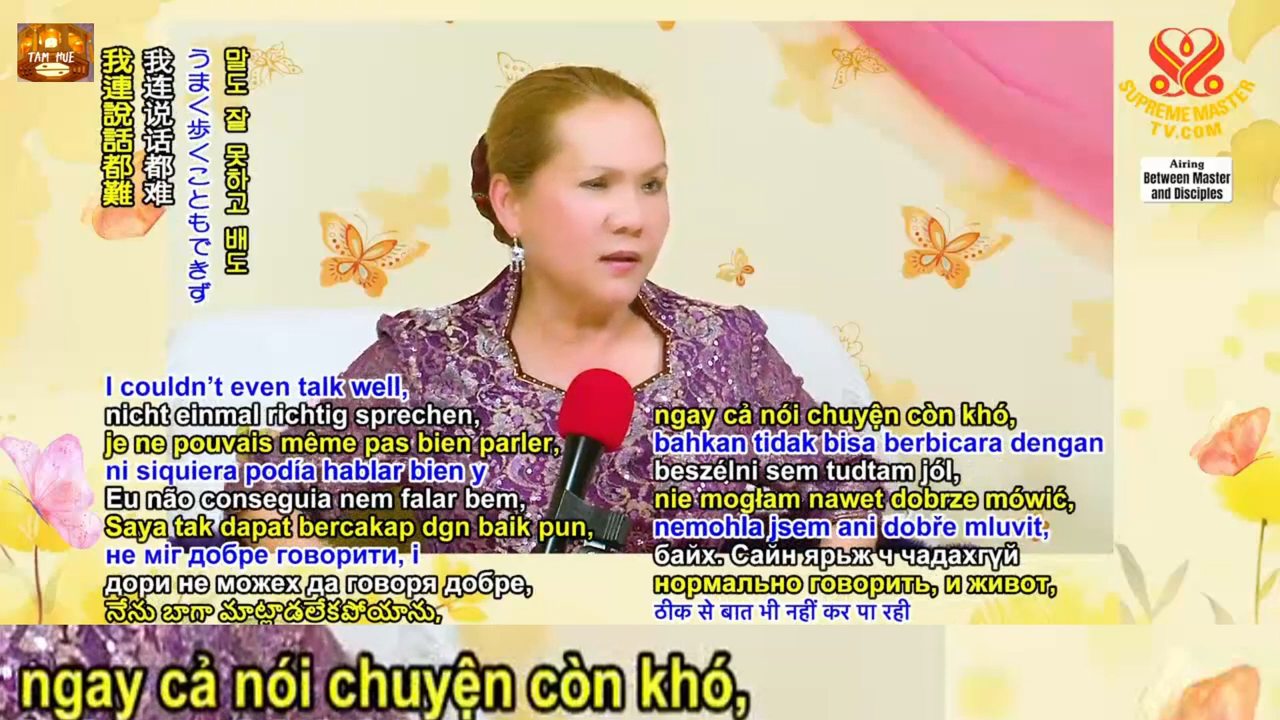 TAM HUE
我連說話都難
我连说话都难
うまく歩くこともできず
말도 잘 못하고 배도
SUPREME MASTER
TV.COM
Airing
Between Master
and Disciples
I couldn't even talk well,
nicht einmal richtig sprechen,
je ne pouvais même pas bien parler,
ni siquiera podía hablar bien y
Eu não conseguia nem falar bem,
Saya tak dapat bercakap dgn baik pun,
не міг добре говорити, і
дори не можех да говоря добре,
నేను బాగా మాట్లాడలేకపోయాను,
ngay cả nói chuyện còn khó,
bahkan tidak bisa berbicara dengan
beszélni sem tudtam jól,
nie mogłam nawet dobrze mówić,
nemohla jsem ani dobře mluvit,
байх. Сайн ярьж ч чадахгүй
нормально говорить, и живот,
ठीक से बात भी नहीं कर पा रही
ngay cả nói chuyện còn khó,